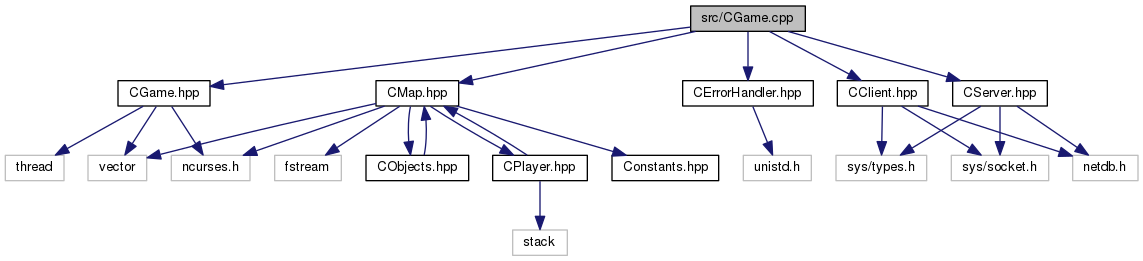 src/CGame.cpp
CGame.hpp
CMap.hpp
CErrorHandler.hpp
CClient.hpp
CServer.hpp
thread
vector
ncurses.h
fstream
CObjects.hpp
CPlayer.hpp
Constants.hpp
unistd.h
sys/types.h
sys/socket.h
netdb.h
stack